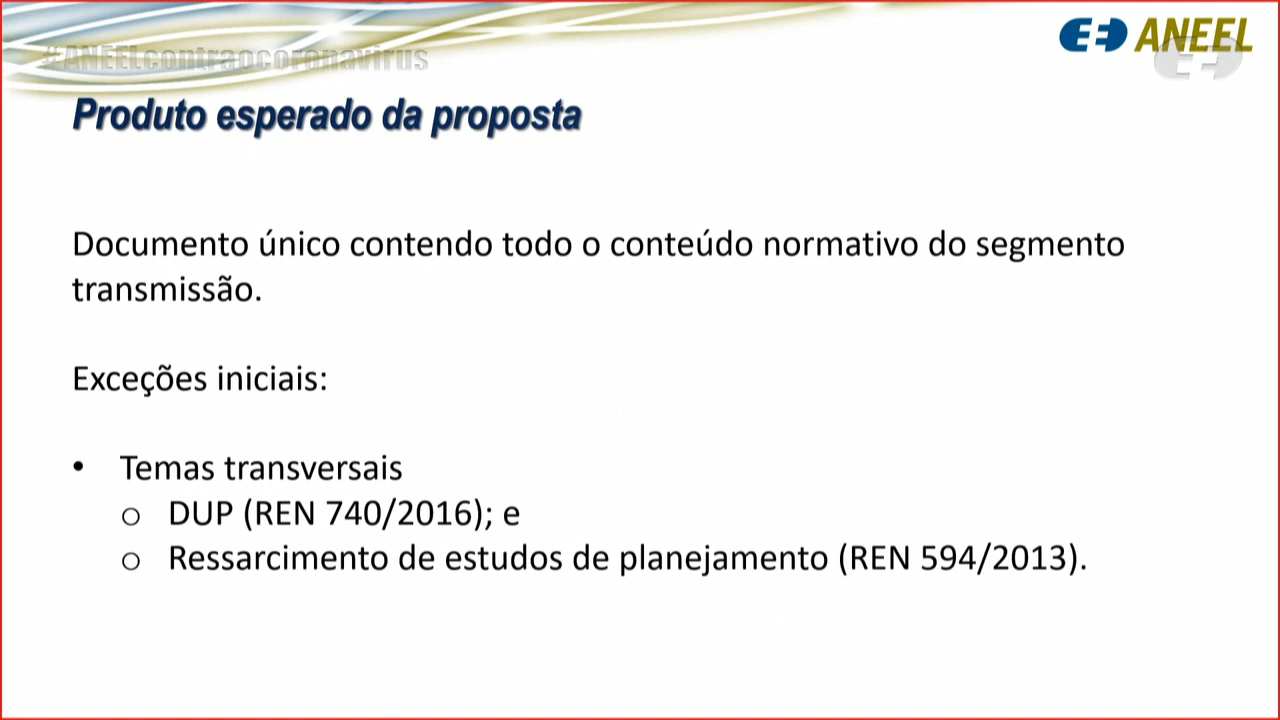 #ANEELcontraocoronavirus
ANEEL
Produto esperado da proposta
Documento único contendo todo o conteúdo normativo do segmento
transmissão.
Exceções iniciais:
• Temas transversais
o DUP (REN 740/2016); e
o Ressarcimento de estudos de planejamento (REN 594/2013).